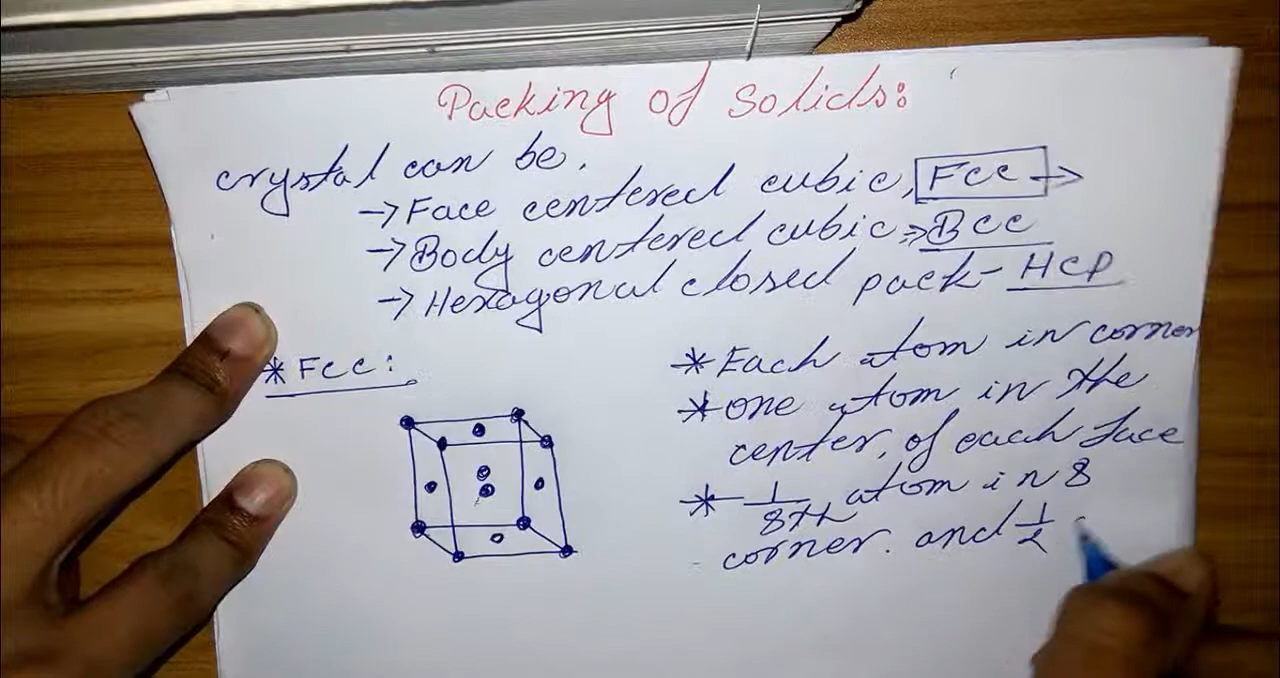 Packing of Solids:
crystal can be.
→ Face centered cubic, FCC →
→ Body centered cubic ⇒ BCC
→ Hexagonal closed pack - HCP
* FCC:
* Each atom in corner
* one atom in the
center, of each face
* 1/8th atom in 8
corner. and 1/2